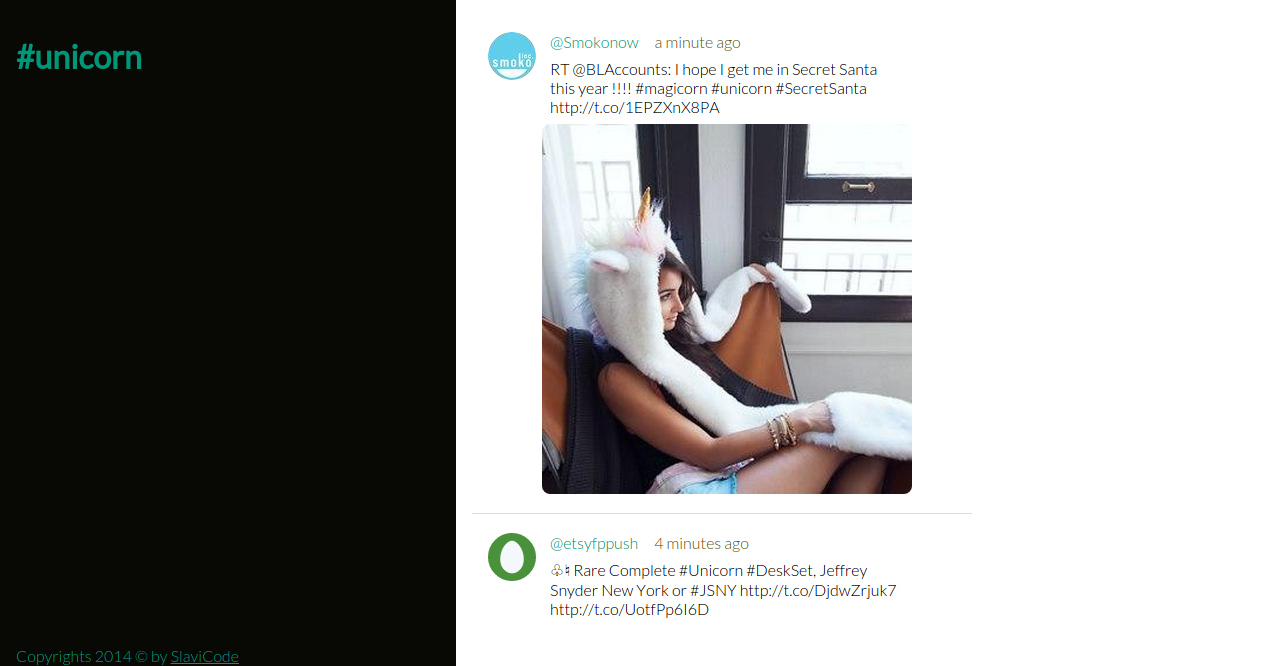 #unicorn
@Smokonow a minute ago
smoko
RT @BLAccounts: I hope I get me in Secret Santa
this year !!!! #magicorn #unicorn #SecretSanta
http://t.co/1EPZXnX8PA
@etsyfppush 4 minutes ago
♧♮ Rare Complete #Unicorn #DeskSet, Jeffrey
Snyder New York or #JSNY http://t.co/DjdwZrjuk7
http://t.co/UotfPp6I6D
Copyrights 2014 © by SlaviCode